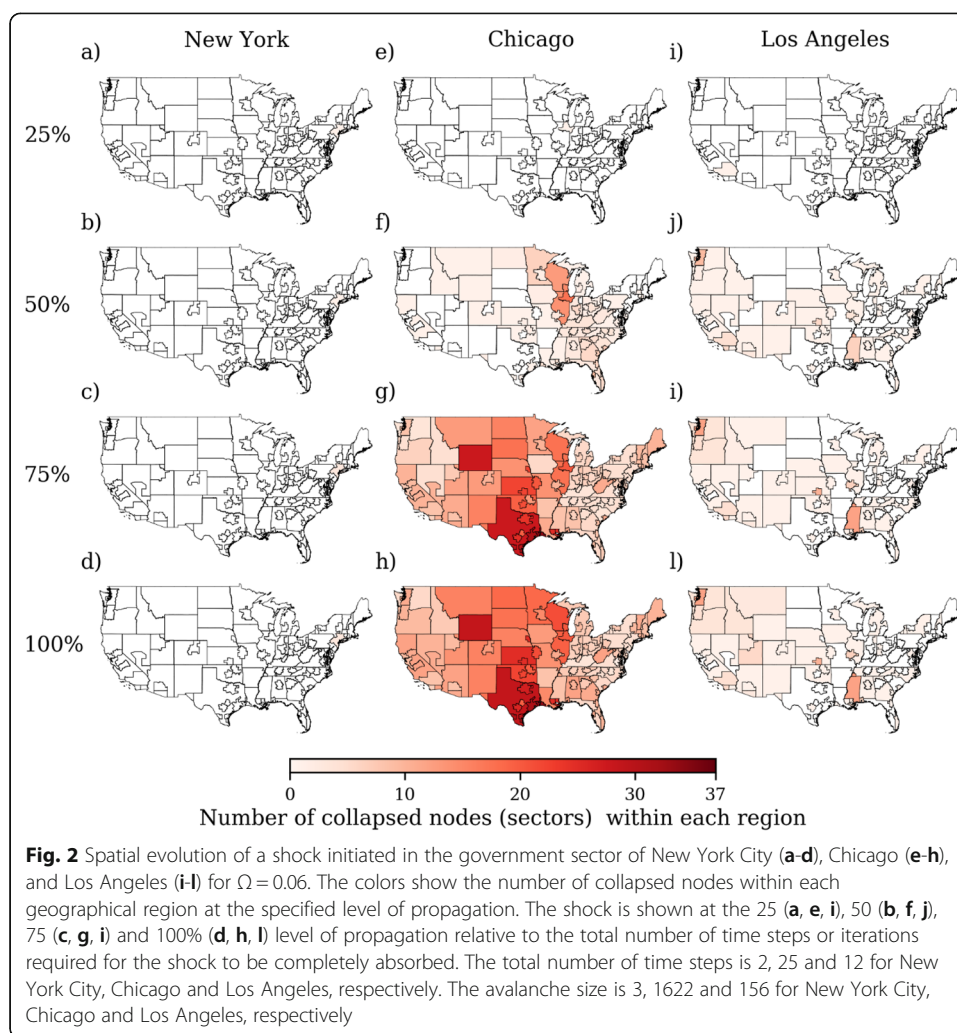 New York Chicago Los Angeles
a) e) i)
25%
b) f) j)
50%
c) g) i)
75%
d) h) l)
100%
0 10 20 30 37
Number of collapsed nodes (sectors) within each region
Fig. 2 Spatial evolution of a shock initiated in the government sector of New York City (a-d), Chicago (e-h),
and Los Angeles (i-l) for Ω = 0.06. The colors show the number of collapsed nodes within each
geographical region at the specified level of propagation. The shock is shown at the 25 (a, e, i), 50 (b, f, j),
75 (c, g, i) and 100% (d, h, l) level of propagation relative to the total number of time steps or iterations
required for the shock to be completely absorbed. The total number of time steps is 2, 25 and 12 for New
York City, Chicago and Los Angeles, respectively. The avalanche size is 3, 1622 and 156 for New York City,
Chicago and Los Angeles, respectively